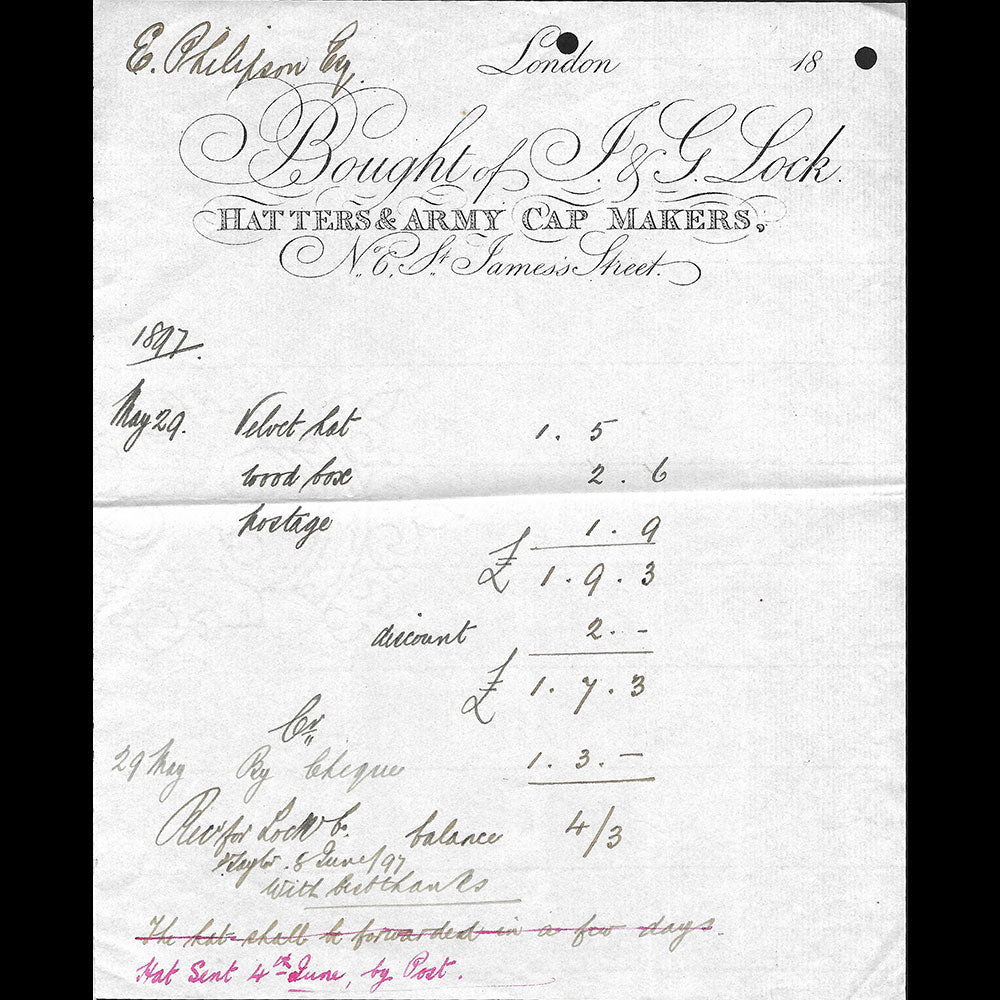 E. Philipson Esq.
London 18
Bought of J. & G. Lock.
HATTERS & ARMY CAP MAKERS,
No. 6, St. James's Street.
1897.
May 29. Velvet hat 1 . 5
wood box 2 . 6
postage 1 . 9
£ 1 . 9 . 3
discount 2 . -
£ 1 . 7 . 3
Cr
29 May By Cheque 1 . 3 . -
for Lock & Co balance 4/3
Taylor . 8 June/97
With best thanks
The hat shall be forwarded in a few days.
Hat Sent 4th June, by Post.